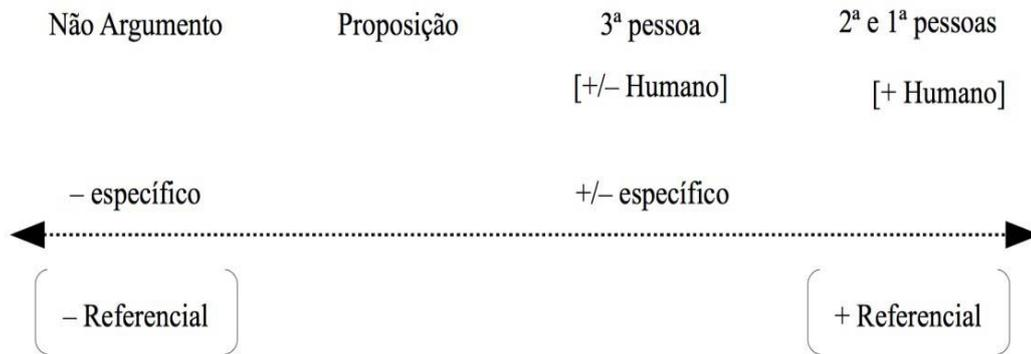 Não Argumento Proposição 3ª pessoa 2ª e 1ª pessoas
[+/– Humano] [+ Humano]
– específico +/– específico
– Referencial + Referencial